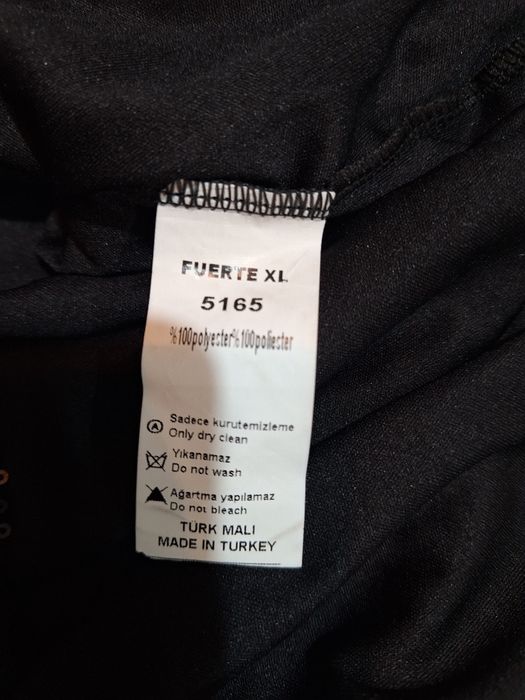 FUERTE XL
5165
%100polyester%100poliester
A
Sadece kurutemizleme
Only dry clean
Yıkanamaz
Do not wash
Ağartma yapılamaz
Do not bleach
TÜRK MALI
MADE IN TURKEY